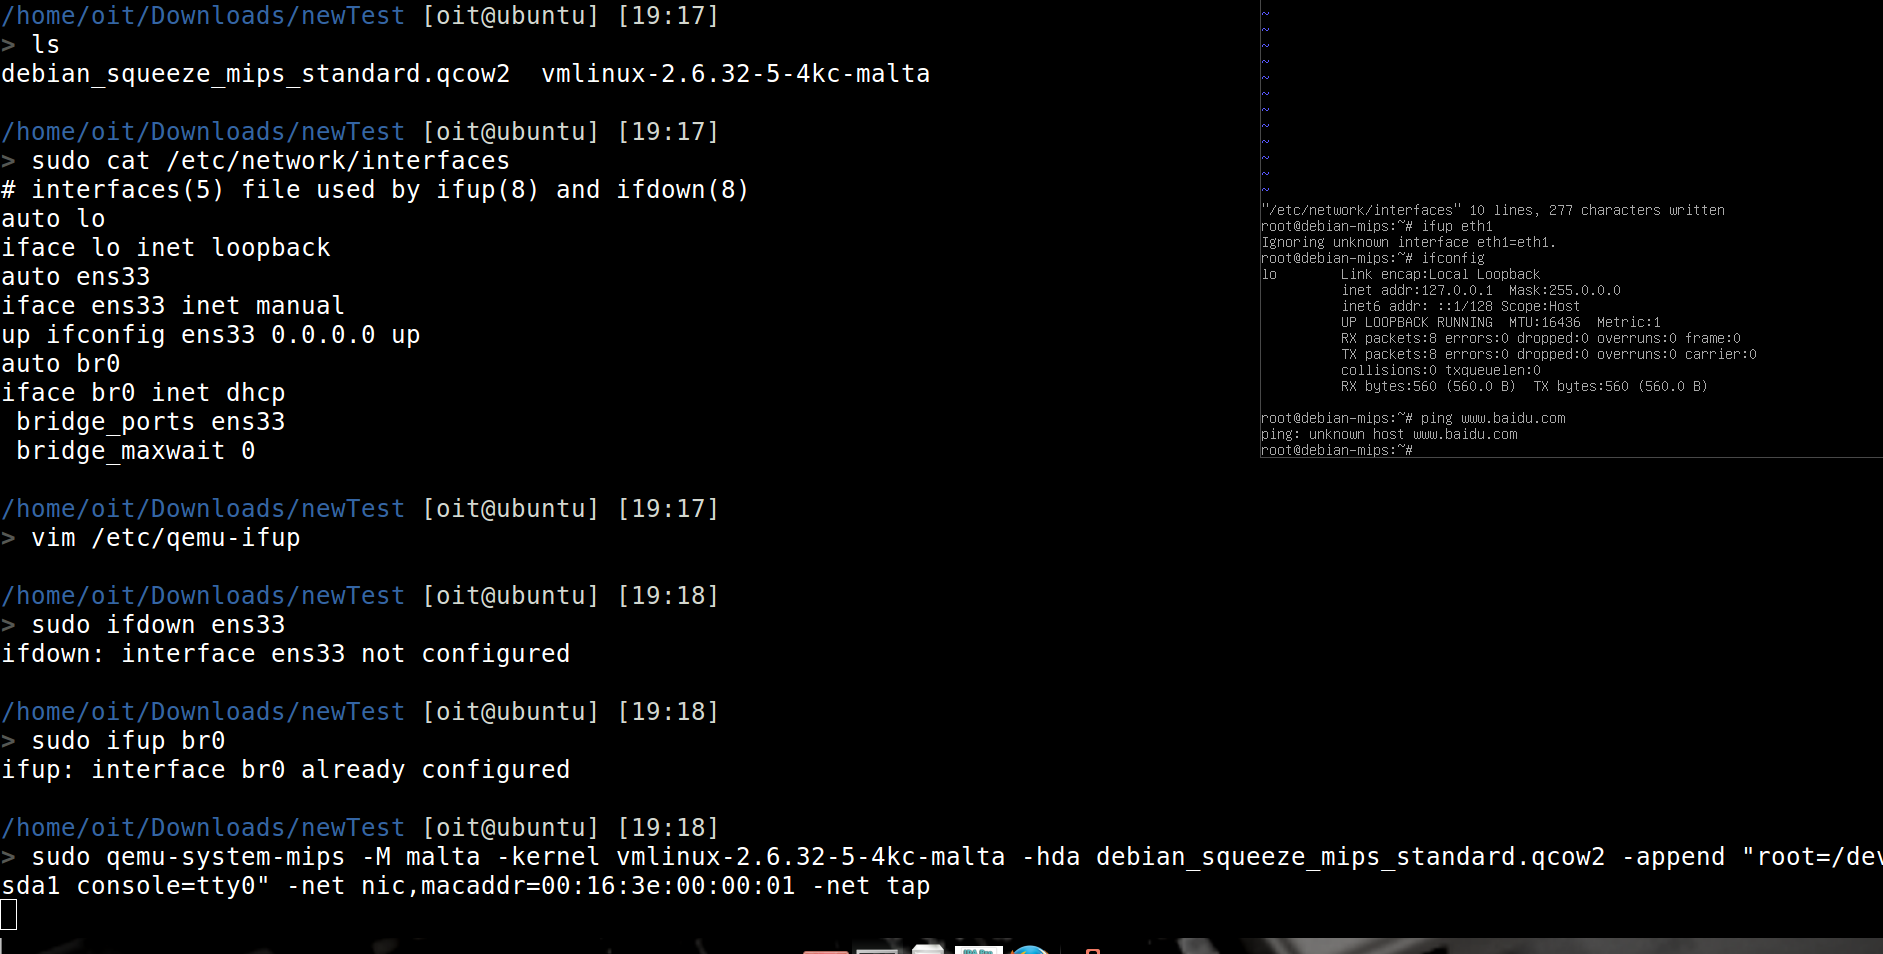 /home/oit/Downloads/newTest [oit@ubuntu] [19:17]
> ls
debian_squeeze_mips_standard.qcow2  vmlinux-2.6.32-5-4kc-malta
/home/oit/Downloads/newTest [oit@ubuntu] [19:17]
> sudo cat /etc/network/interfaces
# interfaces(5) file used by ifup(8) and ifdown(8)
auto lo
iface lo inet loopback
auto ens33
iface ens33 inet manual
up ifconfig ens33 0.0.0.0 up
auto br0
iface br0 inet dhcp
 bridge_ports ens33
 bridge_maxwait 0
/home/oit/Downloads/newTest [oit@ubuntu] [19:17]
> vim /etc/qemu-ifup
/home/oit/Downloads/newTest [oit@ubuntu] [19:18]
> sudo ifdown ens33
ifdown: interface ens33 not configured
/home/oit/Downloads/newTest [oit@ubuntu] [19:18]
> sudo ifup br0
ifup: interface br0 already configured
/home/oit/Downloads/newTest [oit@ubuntu] [19:18]
> sudo qemu-system-mips -M malta -kernel vmlinux-2.6.32-5-4kc-malta -hda debian_squeeze_mips_standard.qcow2 -append "root=/dev
sda1 console=tty0" -net nic,macaddr=00:16:3e:00:00:01 -net tap
~
~
~
~
~
~
~
~
~
~
~
~
"/etc/network/interfaces" 10 lines, 277 characters written
root@debian-mips:~# ifup eth1
Ignoring unknown interface eth1=eth1.
root@debian-mips:~# ifconfig
lo        Link encap:Local Loopback
          inet addr:127.0.0.1  Mask:255.0.0.0
          inet6 addr: ::1/128 Scope:Host
          UP LOOPBACK RUNNING  MTU:16436  Metric:1
          RX packets:8 errors:0 dropped:0 overruns:0 frame:0
          TX packets:8 errors:0 dropped:0 overruns:0 carrier:0
          collisions:0 txqueuelen:0
          RX bytes:560 (560.0 B)  TX bytes:560 (560.0 B)
root@debian-mips:~# ping www.baidu.com
ping: unknown host www.baidu.com
root@debian-mips:~#